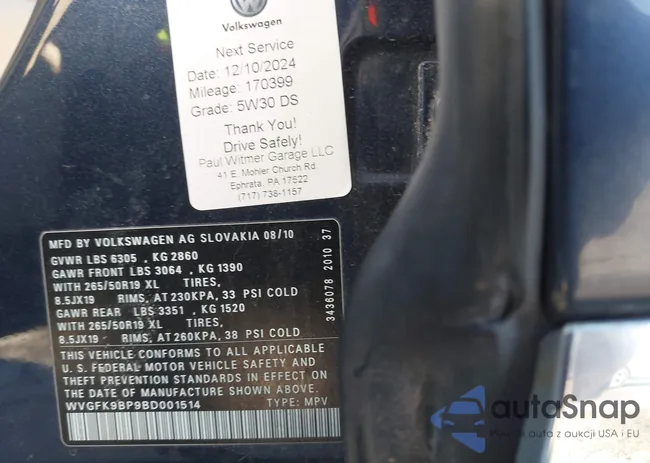 Volkswagen
Next Service
Date: 12/10/2024
Mileage: 170399
Grade: 5W30 DS
Thank You!
Drive Safely!
Paul Witmer Garage LLC
41 E. Mohler Church Rd.
Ephrata, PA 17522
(717) 738-1157
MFD BY VOLKSWAGEN AG SLOVAKIA 08/10
GVWR LBS 6305 , KG 2860
GAWR FRONT LBS 3064 , KG 1390
WITH 265/50R19 XL TIRES,
8.5JX19 RIMS, AT 230KPA, 33 PSI COLD
GAWR REAR LBS 3351 , KG 1520
WITH 265/50R19 XL TIRES,
8.5JX19 RIMS, AT 260KPA, 38 PSI COLD
THIS VEHICLE CONFORMS TO ALL APPLICABLE
U.S. FEDERAL MOTOR VEHICLE SAFETY AND
THEFT PREVENTION STANDARDS IN EFFECT ON
THE DATE OF MANUFACTURE SHOWN ABOVE.
WVGFK9BP9BD001514 TYPE: MPV
3436078 2010 37
autoSnap
Auta z aukcji USA i EU